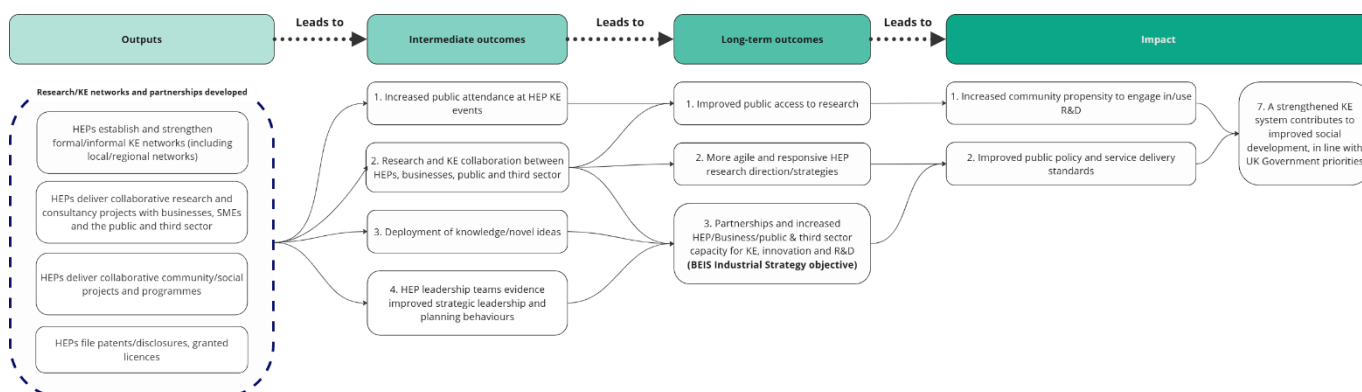 Outputs
Leads to
Intermediate outcomes
Leads to
Long-term outcomes
Leads to
Impact
Research/KE networks and partnerships developed
HEPs establish and strengthen
formal/informal KE networks (including
local/regional networks)
HEPs deliver collaborative research and
consultancy projects with businesses, SMEs
and the public and third sector
HEPs deliver collaborative community/social
projects and programmes
HEPs file patents/disclosures, granted
licences
1. Increased public attendance at HEP KE
events
2. Research and KE collaboration between
HEPs, businesses, public and third sector
3. Deployment of knowledge/novel ideas
4. HEP leadership teams evidence
improved strategic leadership and
planning behaviours
1. Improved public access to research
2. More agile and responsive HEP
research direction/strategies
3. Partnerships and increased
HEP/Business/public & third sector
capacity for KE, innovation and R&D
(BEIS Industrial Strategy objective)
1. Increased community propensity to engage in/use
R&D
2. Improved public policy and service delivery
standards
7. A strengthened KE
system contributes to
improved social
development, in line with
UK Government priorities